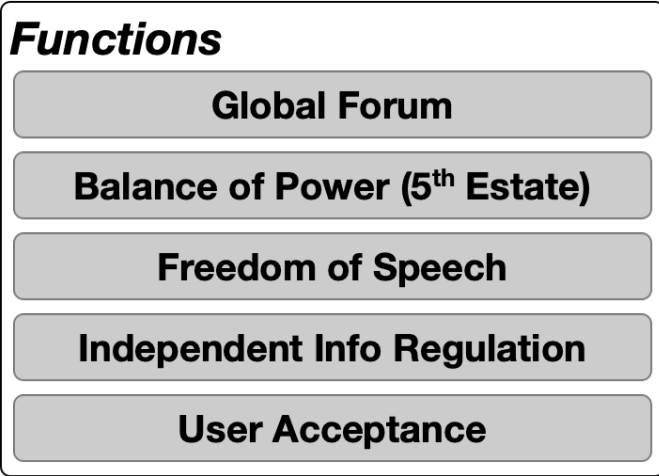 Functions
Global Forum
Balance of Power (5th Estate)
Freedom of Speech
Independent Info Regulation
User Acceptance